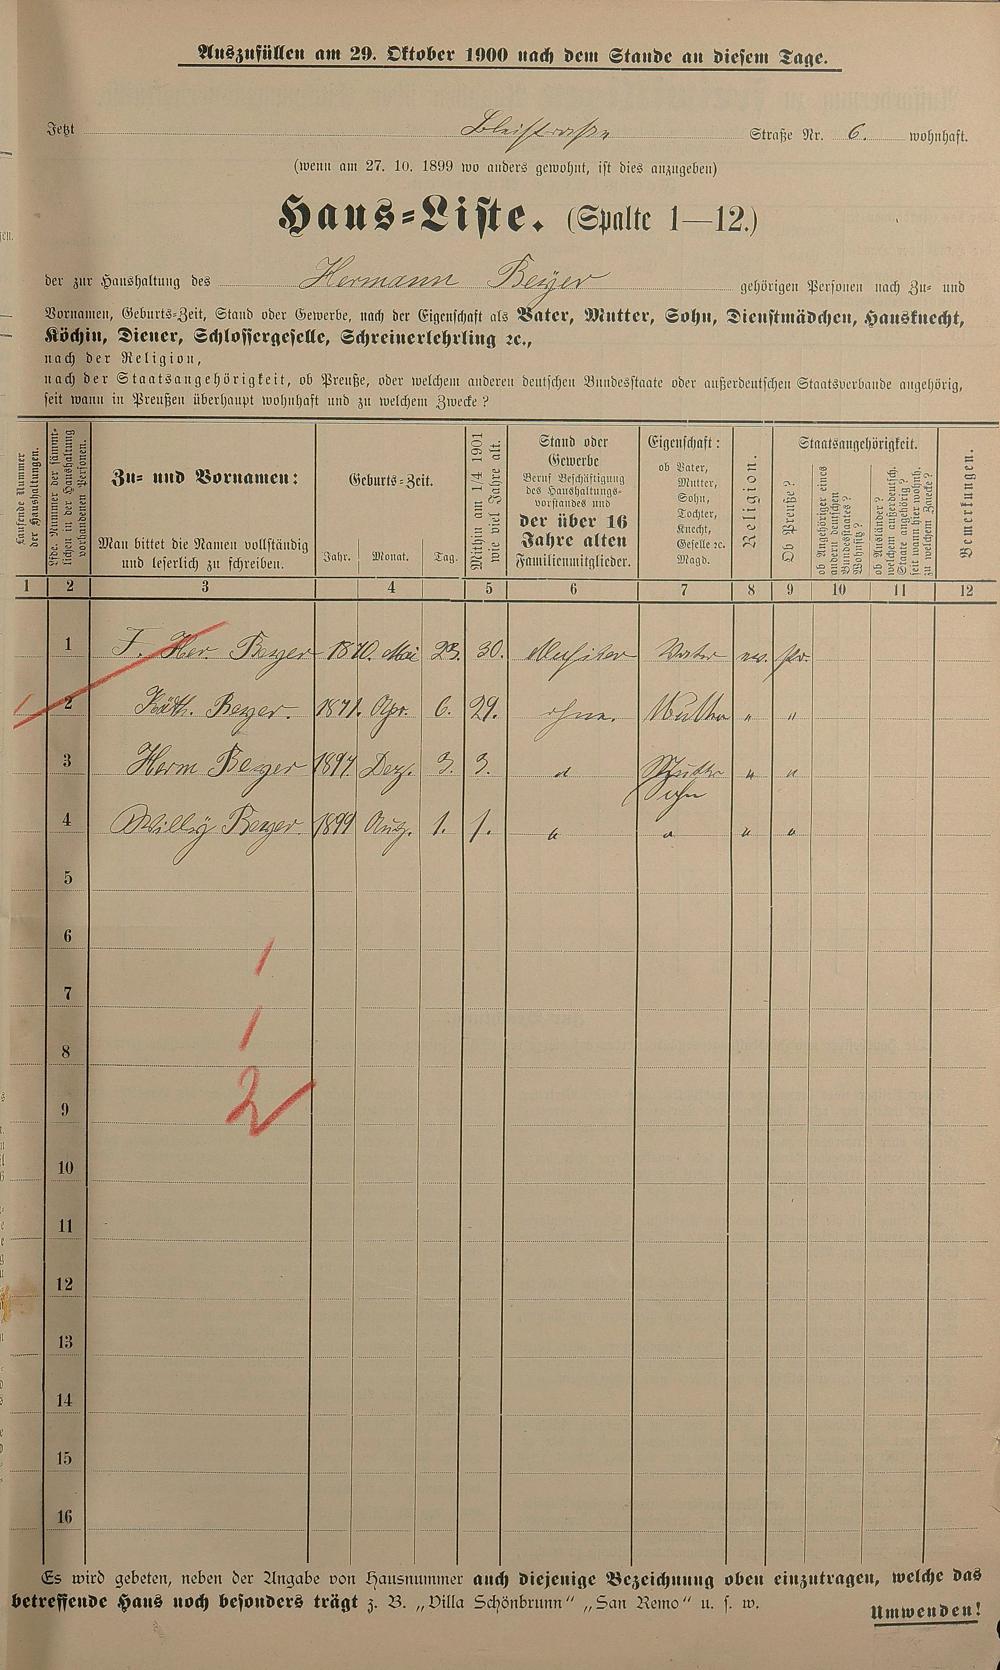 Auszufüllen am 29. Oktober 1900 nach dem Stande an diesem Tage.
Jetzt Bleistraße Straße Nr. 6. wohnhaft.
(wenn am 27. 10. 1899 wo anders gewohnt, ist dies anzugeben)
Haus-Liste. (Spalte 1—12.)
der zur Haushaltung des Hermann Beyer gehörigen Personen nach Zu- und
Vornamen, Geburts-Zeit, Stand oder Gewerbe, nach der Eigenschaft als Vater, Mutter, Sohn, Dienstmädchen, Hausknecht,
Köchin, Diener, Schlossergeselle, Schreinerlehrling ꝛc.,
nach der Religion,
nach der Staatsangehörigkeit, ob Preuße, oder welchem anderen deutschen Bundesstaate oder außerdeutschen Staatsverbande angehörig,
seit wann in Preußen überhaupt wohnhaft und zu welchem Zwecke?
Laufende Nummer
der Haushaltungen.
Lfde. Nummer der sämmt-
lichen in der Haushaltung
vorhandenen Personen.
Zu- und Vornamen:
Man bittet die Namen vollständig
und leserlich zu schreiben.
Geburts-Zeit.
Jahr. Monat. Tag.
Mithin am 1/4 1901
wie viel Jahre alt.
Stand oder
Gewerbe
Beruf Beschäftigung
des Haushaltungs-
vorstandes und
der über 16
Jahre alten
Familienmitglieder.
Eigenschaft:
ob Vater,
Mutter,
Sohn,
Tochter,
Knecht,
Geselle ꝛc.
Magd.
Religion.
Staatsangehörigkeit.
Ob Preuße?
ob Angehöriger eines
andern deutschen
Bundesstaates?
Wohnsitz?
ob Ausländer?
welchem außerdeutsch.
Staate angehörig?
seit wann hier wohnh.
zu welchem Zwecke?
Bemerkungen.
1 2 3 4 5 6 7 8 9 10 11 12
1 F. Her. Beyer 1870. Mai 23. 30. Vater ev. Pr.
2 Käth. Beyer. 1871. Apr. 6. 29. ohne. Mutter " "
3 Herm Beyer 1897. Dez. 3. 3. " Mutter " "
Sohn
4 Willy Beyer. 1899 Aug. 1. 1. " " " "
5
6
1
7
1
8
2
9
10
11
12
13
14
15
16
Es wird gebeten, neben der Angabe von Hausnummer auch diejenige Bezeichnung oben einzutragen, welche das
betreffende Haus noch besonders trägt z. B. „Villa Schönbrunn“ „San Remo“ u. s. w.
Umwenden!